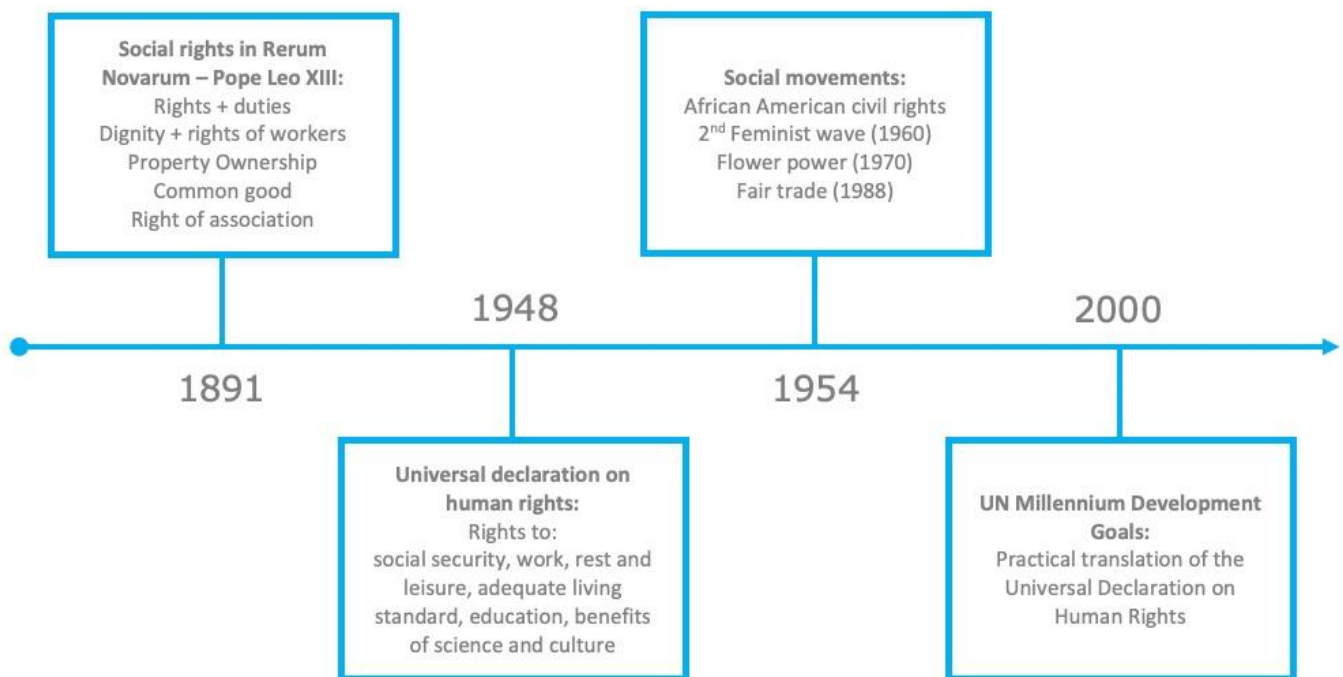 Social rights in Rerum
Novarum – Pope Leo XIII:
Rights + duties
Dignity + rights of workers
Property Ownership
Common good
Right of association
1891
1948
Universal declaration on
human rights:
Rights to:
social security, work, rest and
leisure, adequate living
standard, education, benefits
of science and culture
Social movements:
African American civil rights
2nd Feminist wave (1960)
Flower power (1970)
Fair trade (1988)
1954
2000
UN Millennium Development
Goals:
Practical translation of the
Universal Declaration on
Human Rights